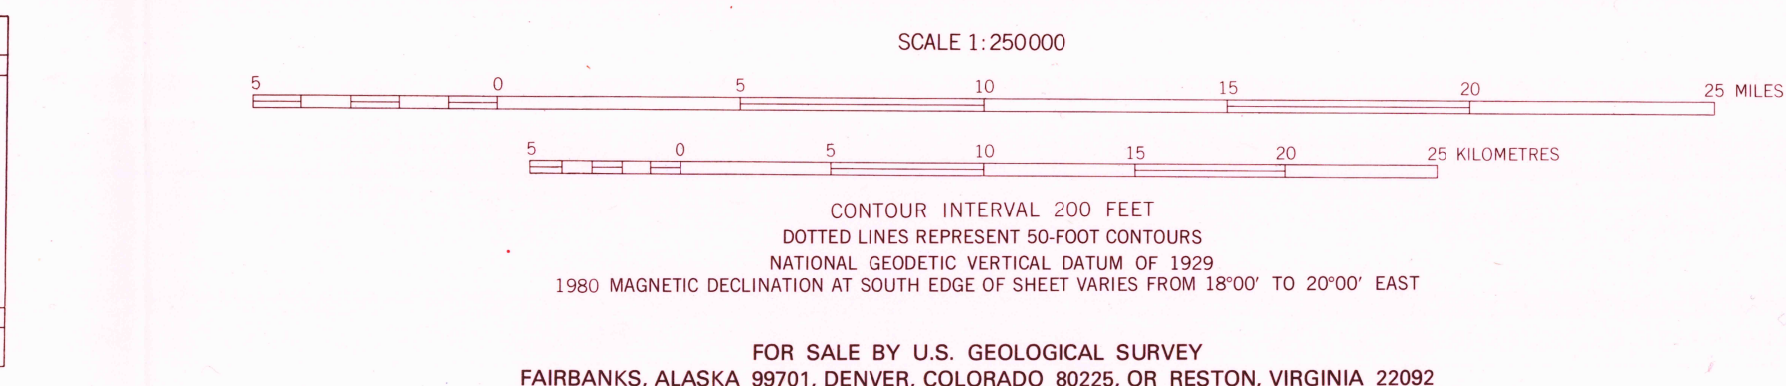 SCALE 1:250000
5 0 5 10 15 20 25 MILES
5 0 5 10 15 20 25 KILOMETRES
CONTOUR INTERVAL 200 FEET
DOTTED LINES REPRESENT 50-FOOT CONTOURS
NATIONAL GEODETIC VERTICAL DATUM OF 1929
1980 MAGNETIC DECLINATION AT SOUTH EDGE OF SHEET VARIES FROM 18°00′ TO 20°00′ EAST
FOR SALE BY U.S. GEOLOGICAL SURVEY
FAIRBANKS, ALASKA 99701, DENVER, COLORADO 80225, OR RESTON, VIRGINIA 22092